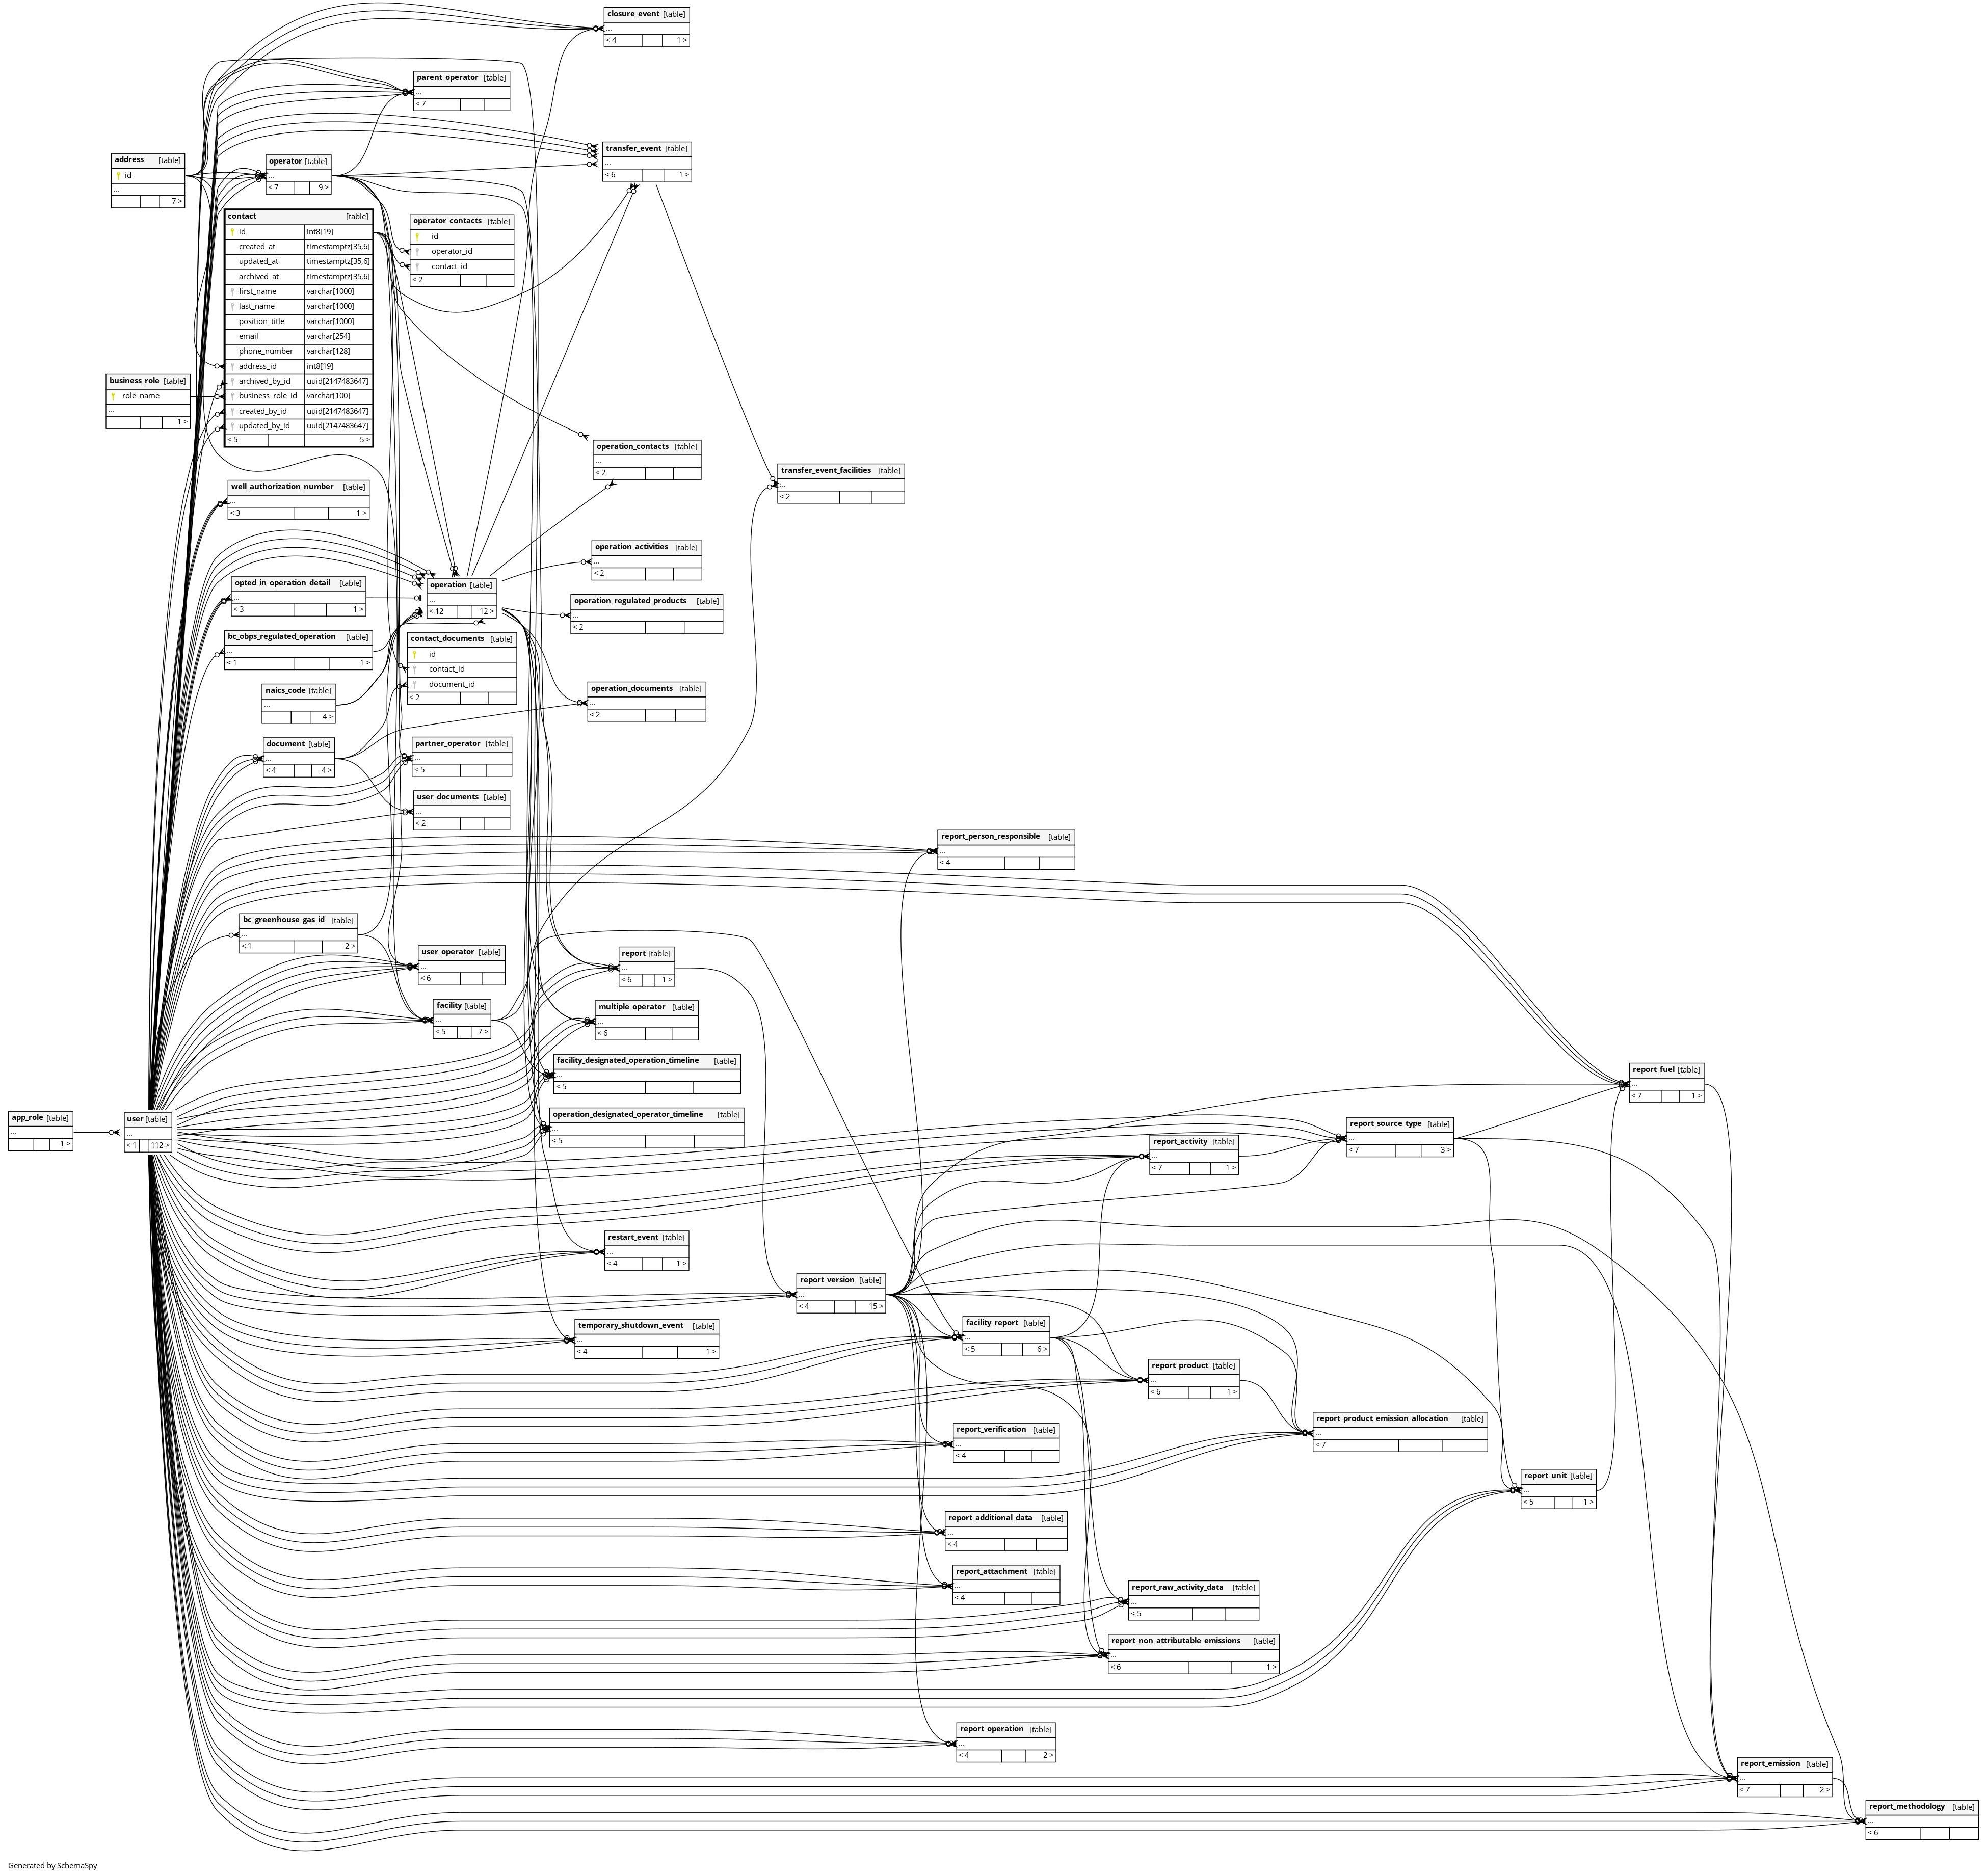 closure_event [table]
...
< 4 1 >
parent_operator [table]
...
< 7
transfer_event [table]
...
< 6 1 >
address [table]
id
...
7 >
operator [table]
...
< 7 9 >
contact [table]
id int8[19]
created_at timestamptz[35,6]
updated_at timestamptz[35,6]
archived_at timestamptz[35,6]
first_name varchar[1000]
last_name varchar[1000]
position_title varchar[1000]
email varchar[254]
phone_number varchar[128]
address_id int8[19]
archived_by_id uuid[2147483647]
business_role_id varchar[100]
created_by_id uuid[2147483647]
updated_by_id uuid[2147483647]
< 5 5 >
operator_contacts [table]
id
operator_id
contact_id
< 2
business_role [table]
role_name
...
1 >
operation_contacts [table]
...
< 2
transfer_event_facilities [table]
...
< 2
well_authorization_number [table]
...
< 3 1 >
operation_activities [table]
...
< 2
opted_in_operation_detail [table]
...
< 3 1 >
operation [table]
...
< 12 12 >
operation_regulated_products [table]
...
< 2
bc_obps_regulated_operation [table]
...
< 1 1 >
contact_documents [table]
id
contact_id
document_id
< 2
naics_code [table]
...
4 >
operation_documents [table]
...
< 2
document [table]
...
< 4 4 >
partner_operator [table]
...
< 5
user_documents [table]
...
< 2
report_person_responsible [table]
...
< 4
bc_greenhouse_gas_id [table]
...
< 1 2 >
user_operator [table]
...
< 6
report [table]
...
< 6 1 >
facility [table]
...
< 5 7 >
multiple_operator [table]
...
< 6
facility_designated_operation_timeline [table]
...
< 5
report_fuel [table]
...
< 7 1 >
app_role [table]
...
1 >
user [table]
...
< 1 112 >
operation_designated_operator_timeline [table]
...
< 5
report_source_type [table]
...
< 7 3 >
report_activity [table]
...
< 7 1 >
restart_event [table]
...
< 4 1 >
report_version [table]
...
< 4 15 >
temporary_shutdown_event [table]
...
< 4 1 >
facility_report [table]
...
< 5 6 >
report_product [table]
...
< 6 1 >
report_product_emission_allocation [table]
...
< 7
report_verification [table]
...
< 4
report_unit [table]
...
< 5 1 >
report_additional_data [table]
...
< 4
report_attachment [table]
...
< 4
report_raw_activity_data [table]
...
< 5
report_non_attributable_emissions [table]
...
< 6 1 >
report_operation [table]
...
< 4 2 >
report_emission [table]
...
< 7 2 >
report_methodology [table]
...
< 6
Generated by SchemaSpy